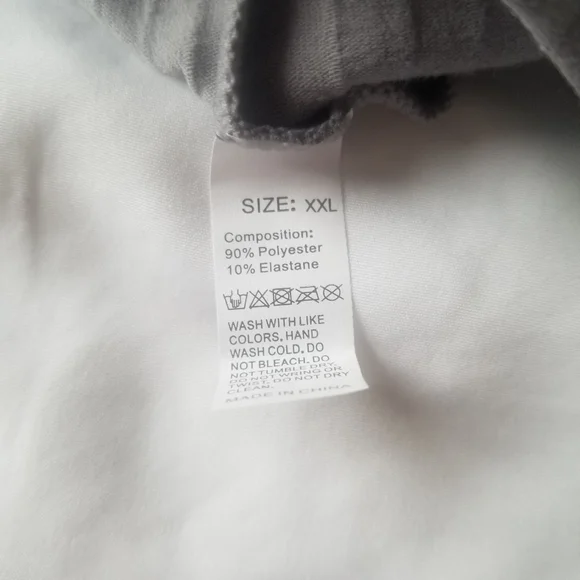 SIZE: XXL
Composition:
90% Polyester
10% Elastane
WASH WITH LIKE
COLORS, HAND
WASH COLD. DO
NOT BLEACH. DO
NOT TUMBLE DRY.
DO NOT WRING OR
TWIST, DO NOT DRY
CLEAN.
MADE IN CHINA